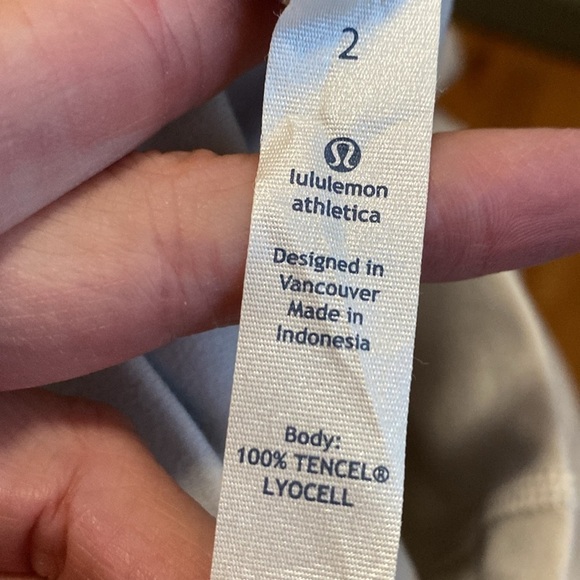 2
lululemon
athletica
Designed in
Vancouver
Made in
Indonesia
Body:
100% TENCEL®
LYOCELL